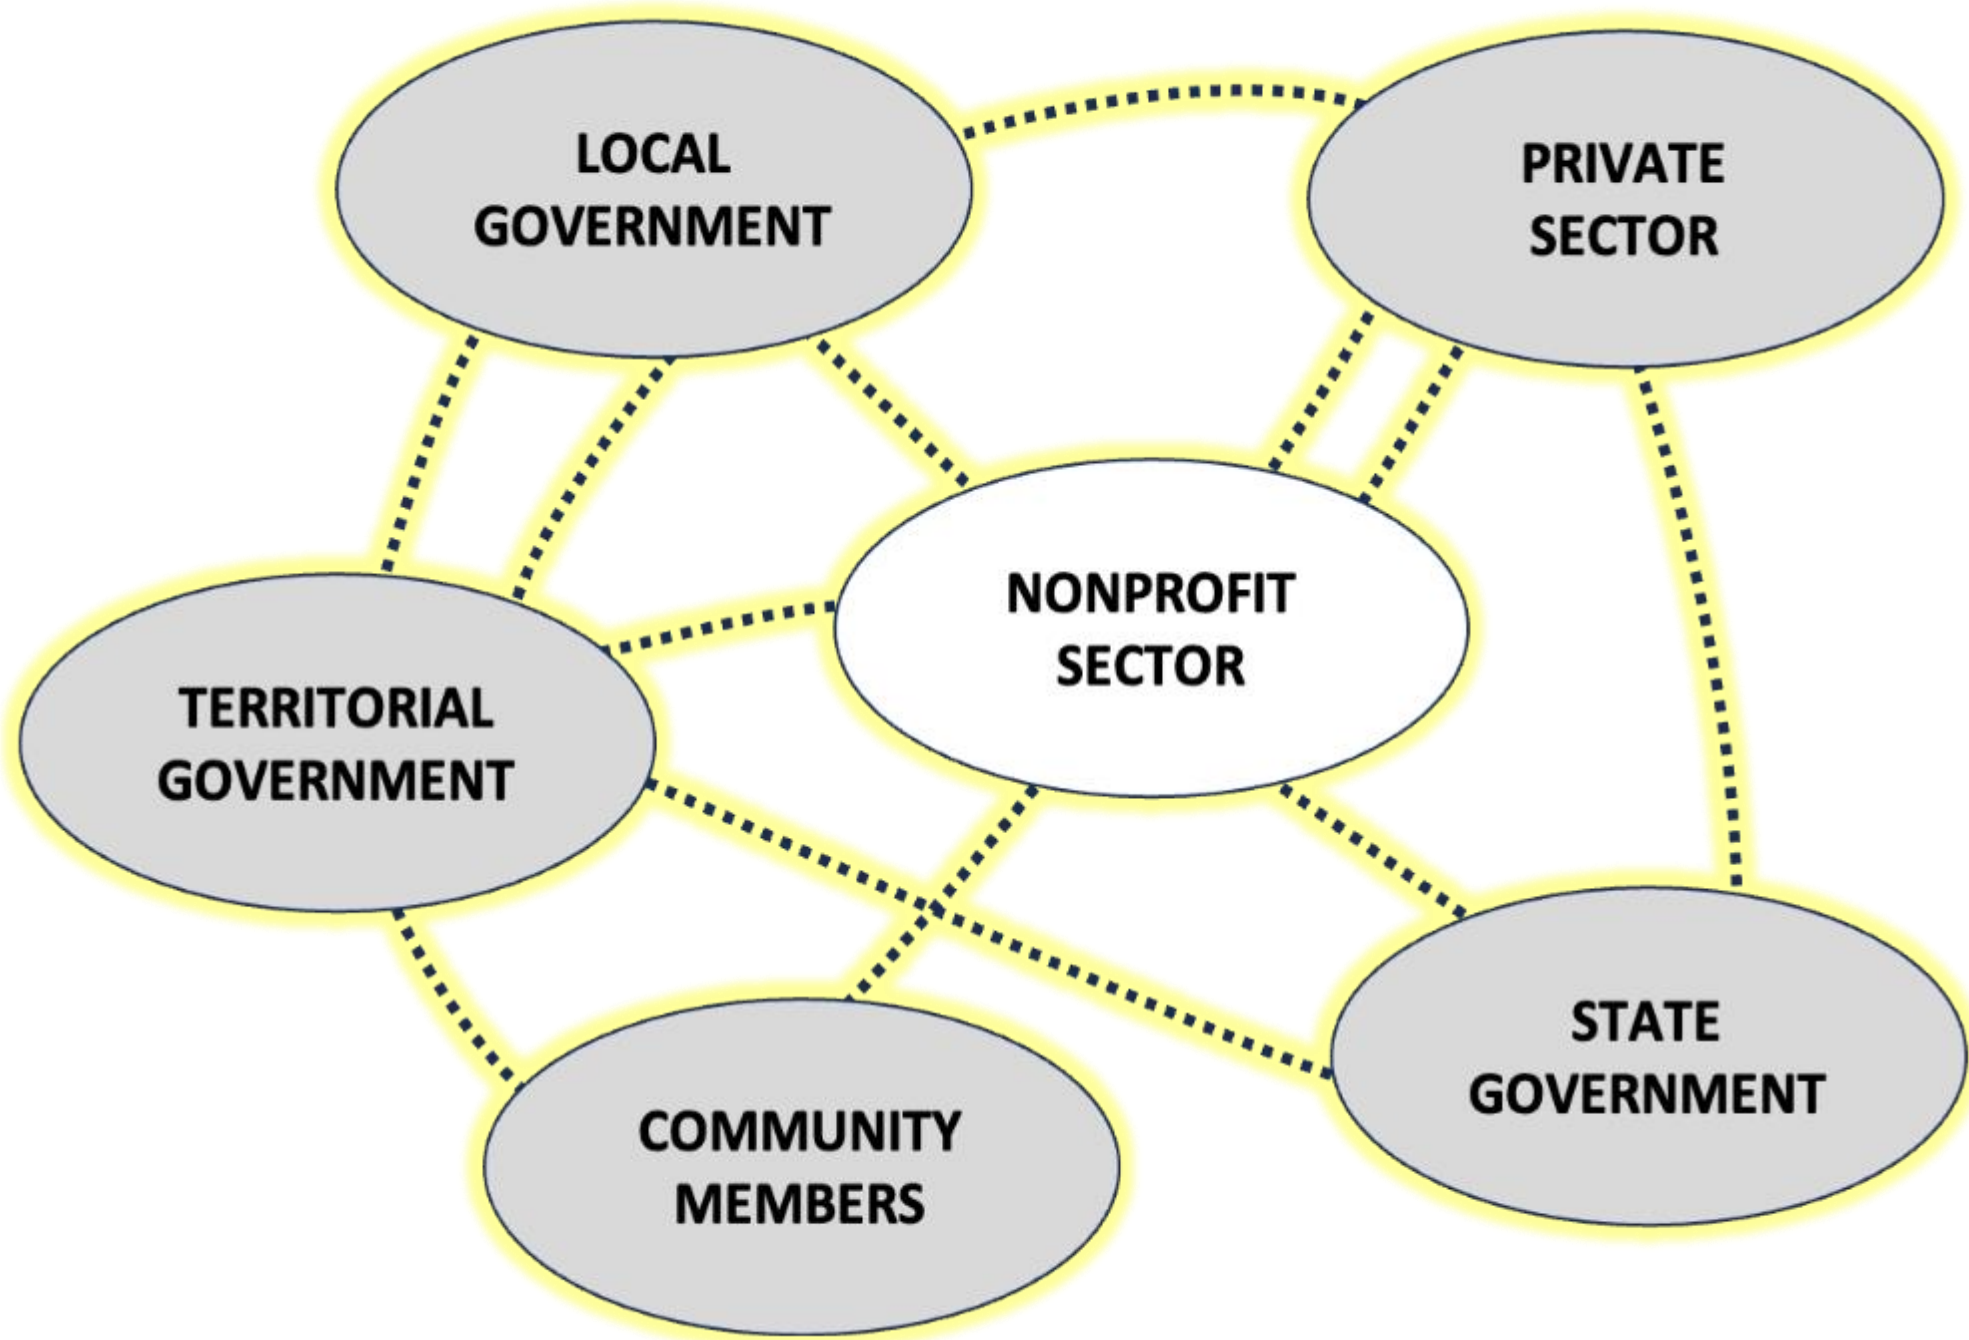 LOCAL
GOVERNMENT
PRIVATE
SECTOR
NONPROFIT
SECTOR
TERRITORIAL
GOVERNMENT
STATE
GOVERNMENT
COMMUNITY
MEMBERS